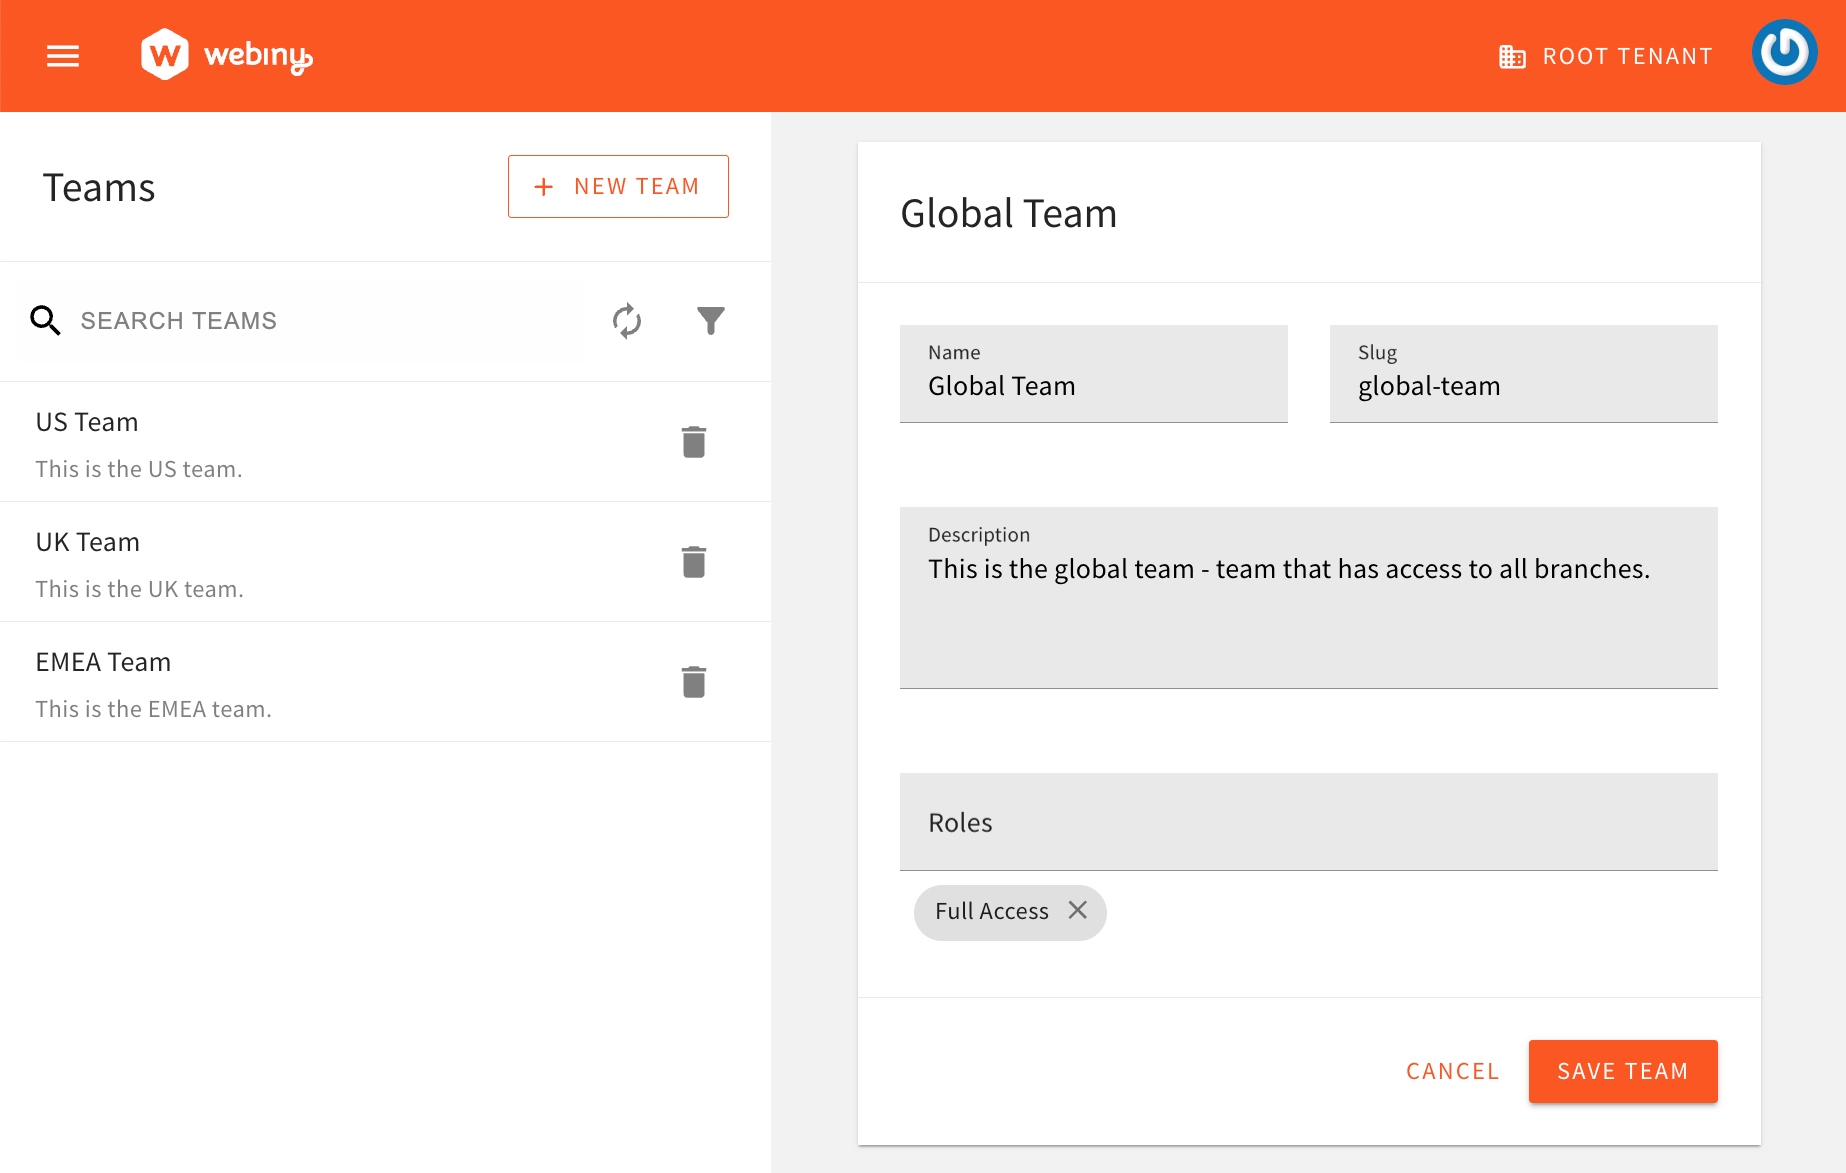 webiny
ROOT TENANT
Teams
+ NEW TEAM
SEARCH TEAMS
US Team
This is the US team.
UK Team
This is the UK team.
EMEA Team
This is the EMEA team.
Global Team
Name
Global Team
Slug
global-team
Description
This is the global team - team that has access to all branches.
Roles
Full Access
CANCEL
SAVE TEAM